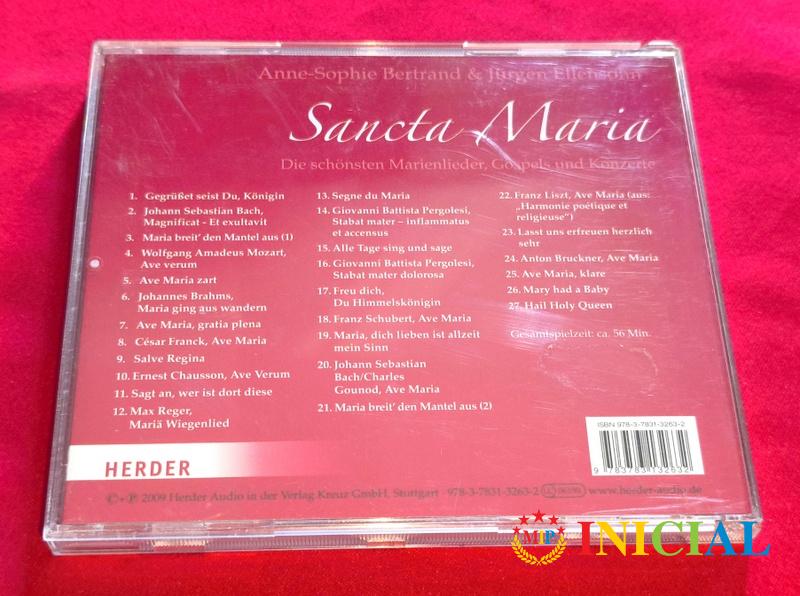 Anne-Sophie Bertrand & Jürgen Ellensohn
Sancta Maria
Die schönsten Marienlieder, Gospels und Konzerte
1. Gegrüßet seist Du, Königin
2. Johann Sebastian Bach,
Magnificat - Et exultavit
3. Maria breit' den Mantel aus (1)
4. Wolfgang Amadeus Mozart,
Ave verum
5. Ave Maria zart
6. Johannes Brahms,
Maria ging aus wandern
7. Ave Maria, gratia plena
8. César Franck, Ave Maria
9. Salve Regina
10. Ernest Chausson, Ave Verum
11. Sagt an, wer ist dort diese
12. Max Reger,
Mariä Wiegenlied
13. Segne du Maria
14. Giovanni Battista Pergolesi,
Stabat mater – inflammatus
et accensus
15. Alle Tage sing und sage
16. Giovanni Battista Pergolesi,
Stabat mater dolorosa
17. Freu dich,
Du Himmelskönigin
18. Franz Schubert, Ave Maria
19. Maria, dich lieben ist allzeit
mein Sinn
20. Johann Sebastian
Bach/Charles
Gounod, Ave Maria
21. Maria breit' den Mantel aus (2)
22. Franz Liszt, Ave Maria (aus:
„Harmonie poétique et
religieuse")
23. Lasst uns erfreuen herzlich
sehr
24. Anton Bruckner, Ave Maria
25. Ave Maria, klare
26. Mary had a Baby
27. Hail Holy Queen
Gesamtspielzeit: ca. 56 Min.
ISBN 978-3-7831-3263-2
9 783783 132632
HERDER
©+℗ 2009 Herder Audio in der Verlag Kreuz GmbH, Stuttgart · 978-3-7831-3263-2 www.herder-audio.de
MP INICIAL